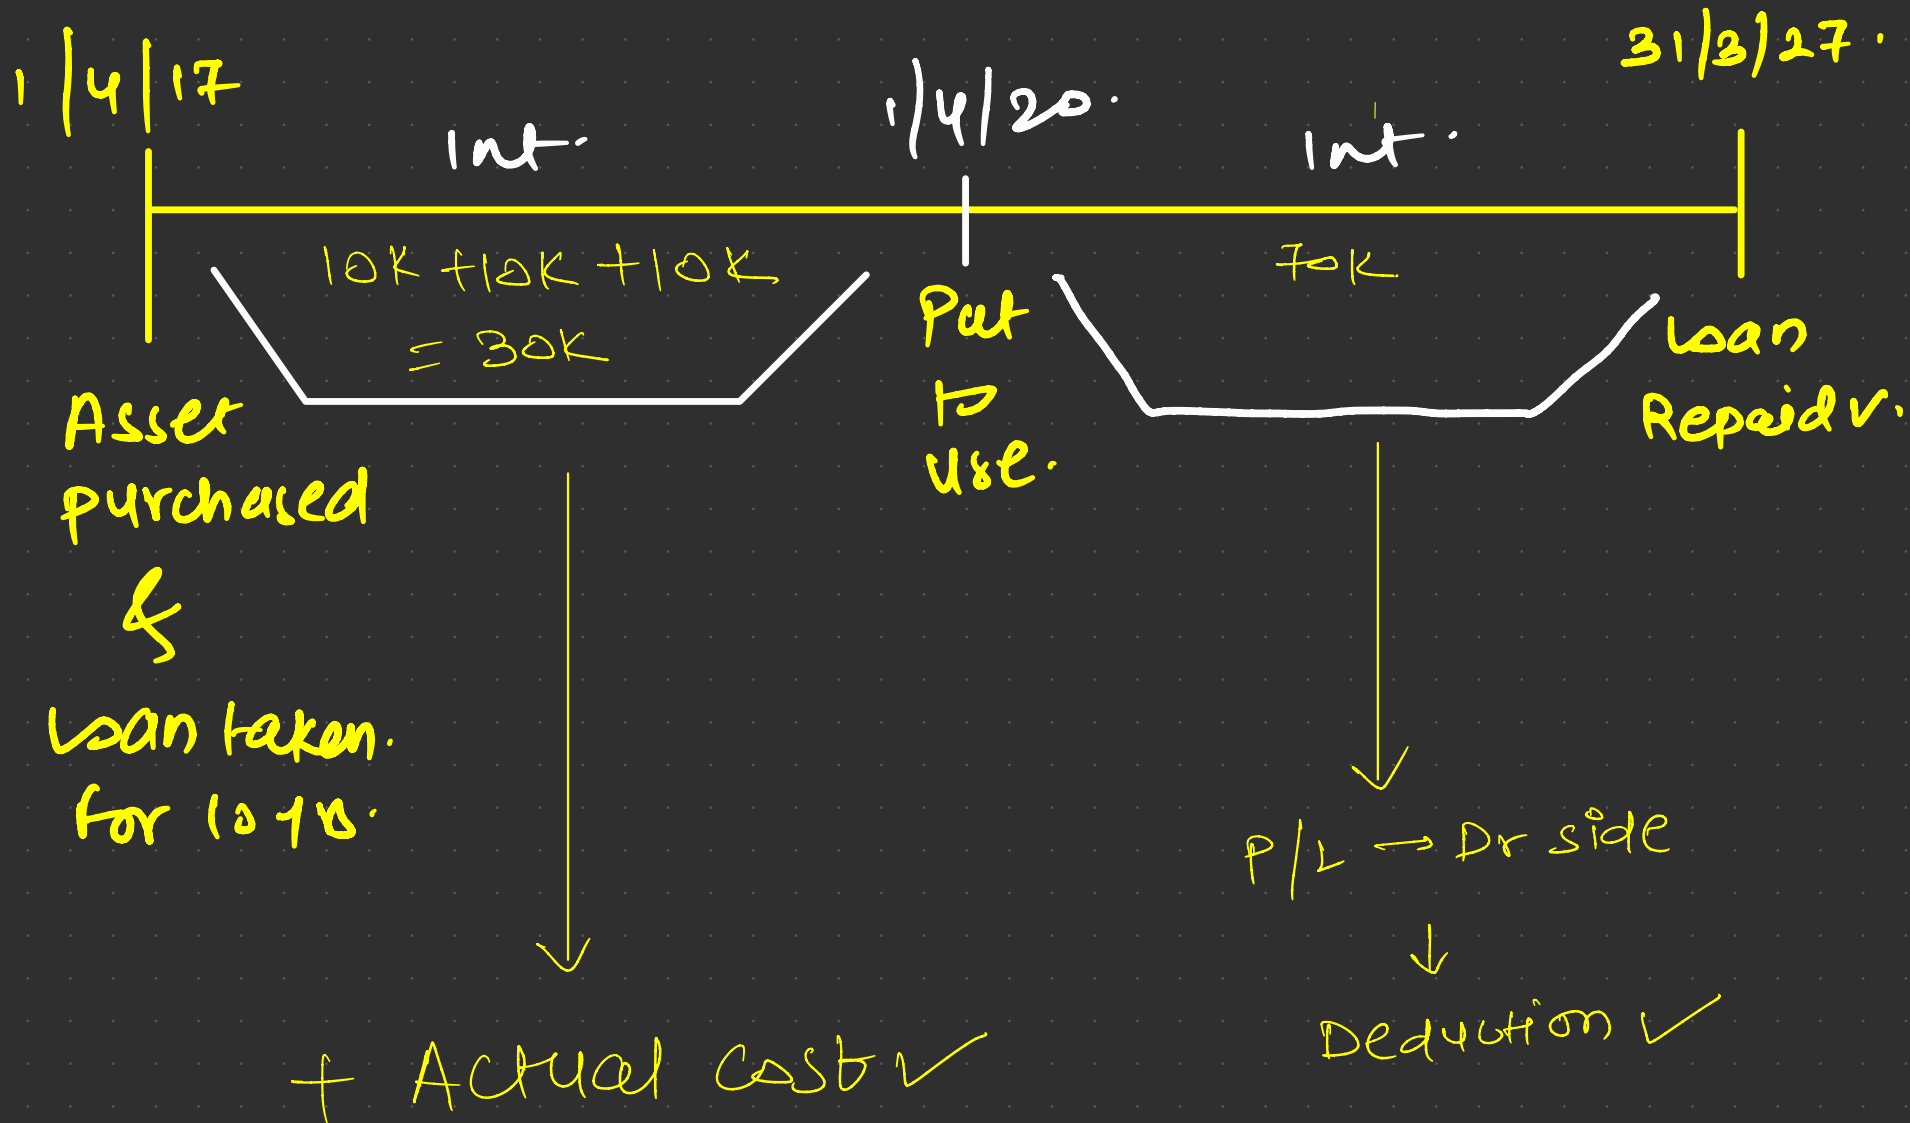 1/4/17
1/4/20.
31/3/27.
Int.
Int.
10K + 10K + 10K
= 30K
70K
Put
to
use.
Loan
Repaid
Asset
purchased
&
Loan taken.
for 10 yrs.
P/L → Dr side
↓
Deduction ✓
+ Actual Cost ✓